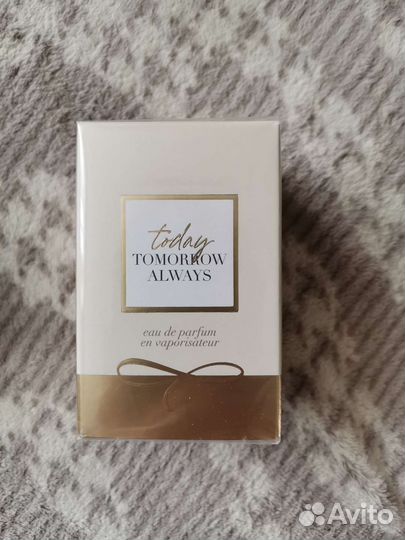 today
TOMORROW
ALWAYS
eau de parfum
en vaporisateur
Avito